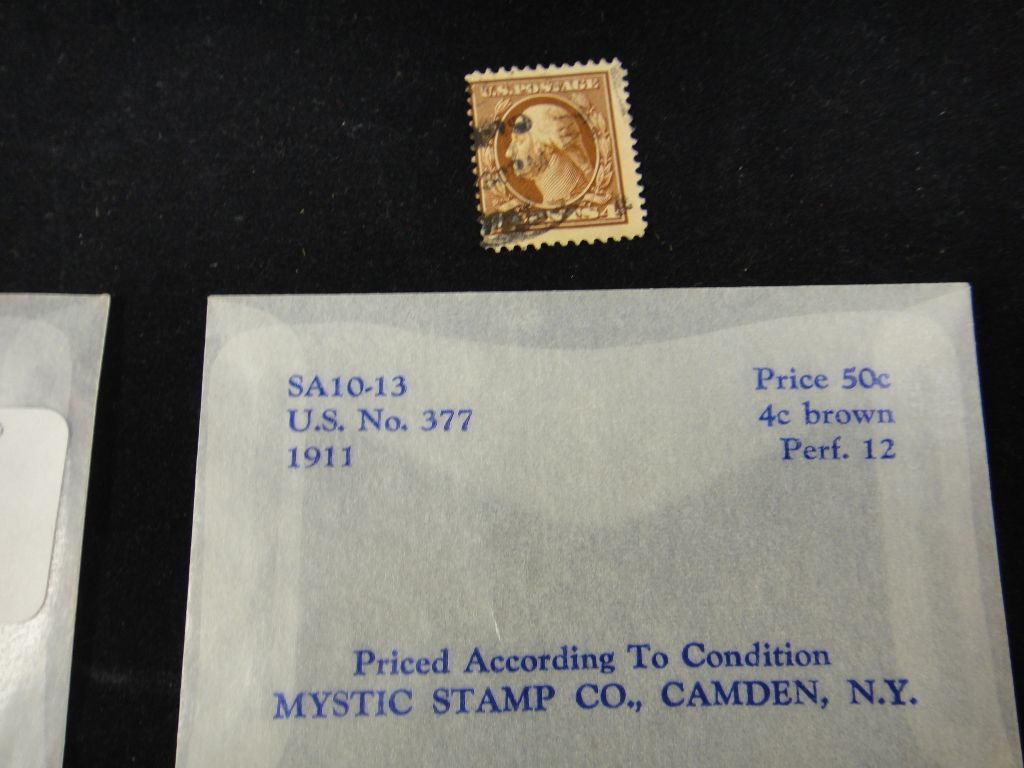 U.S.POSTAGE
4
SA10-13
U.S. No. 377
1911
Price 50c
4c brown
Perf. 12
Priced According To Condition
MYSTIC STAMP CO., CAMDEN, N.Y.